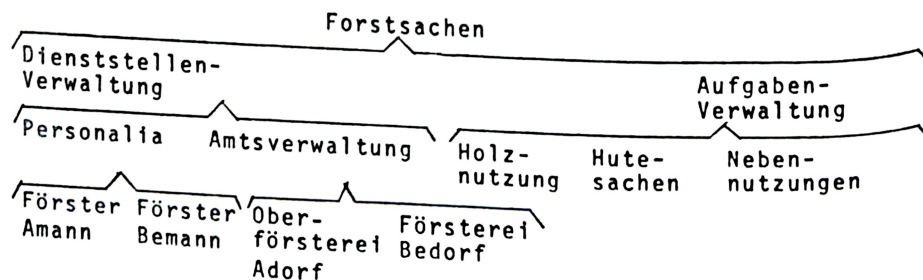 Forstsachen
Dienststellen-
Verwaltung
Aufgaben-
Verwaltung
Personalia
Amtsverwaltung
Holz-
nutzung
Hute-
sachen
Neben-
nutzungen
Förster
Amann
Förster
Bemann
Ober-
försterei
Adorf
Försterei
Bedorf